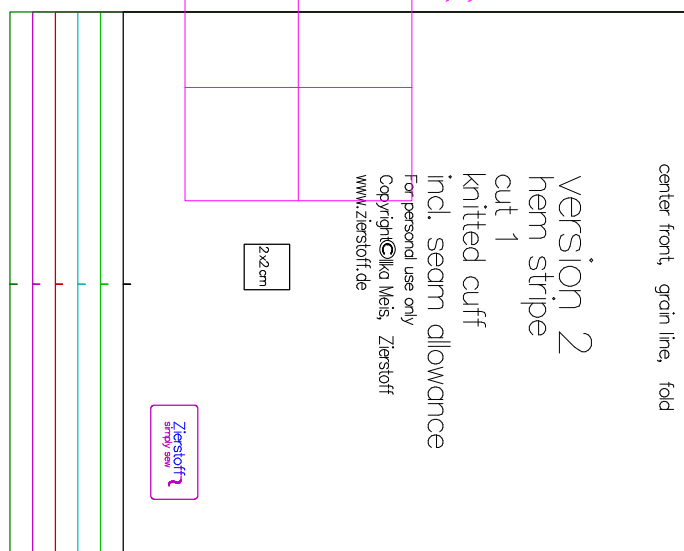 center front, grain line, fold
version 2
hem stripe
cut 1
knitted cuff
incl. seam allowance
For personal use only
Copyright©Ilka Meis, Zierstoff
www.zierstoff.de
2x2cm
Zierstoff
simply sew